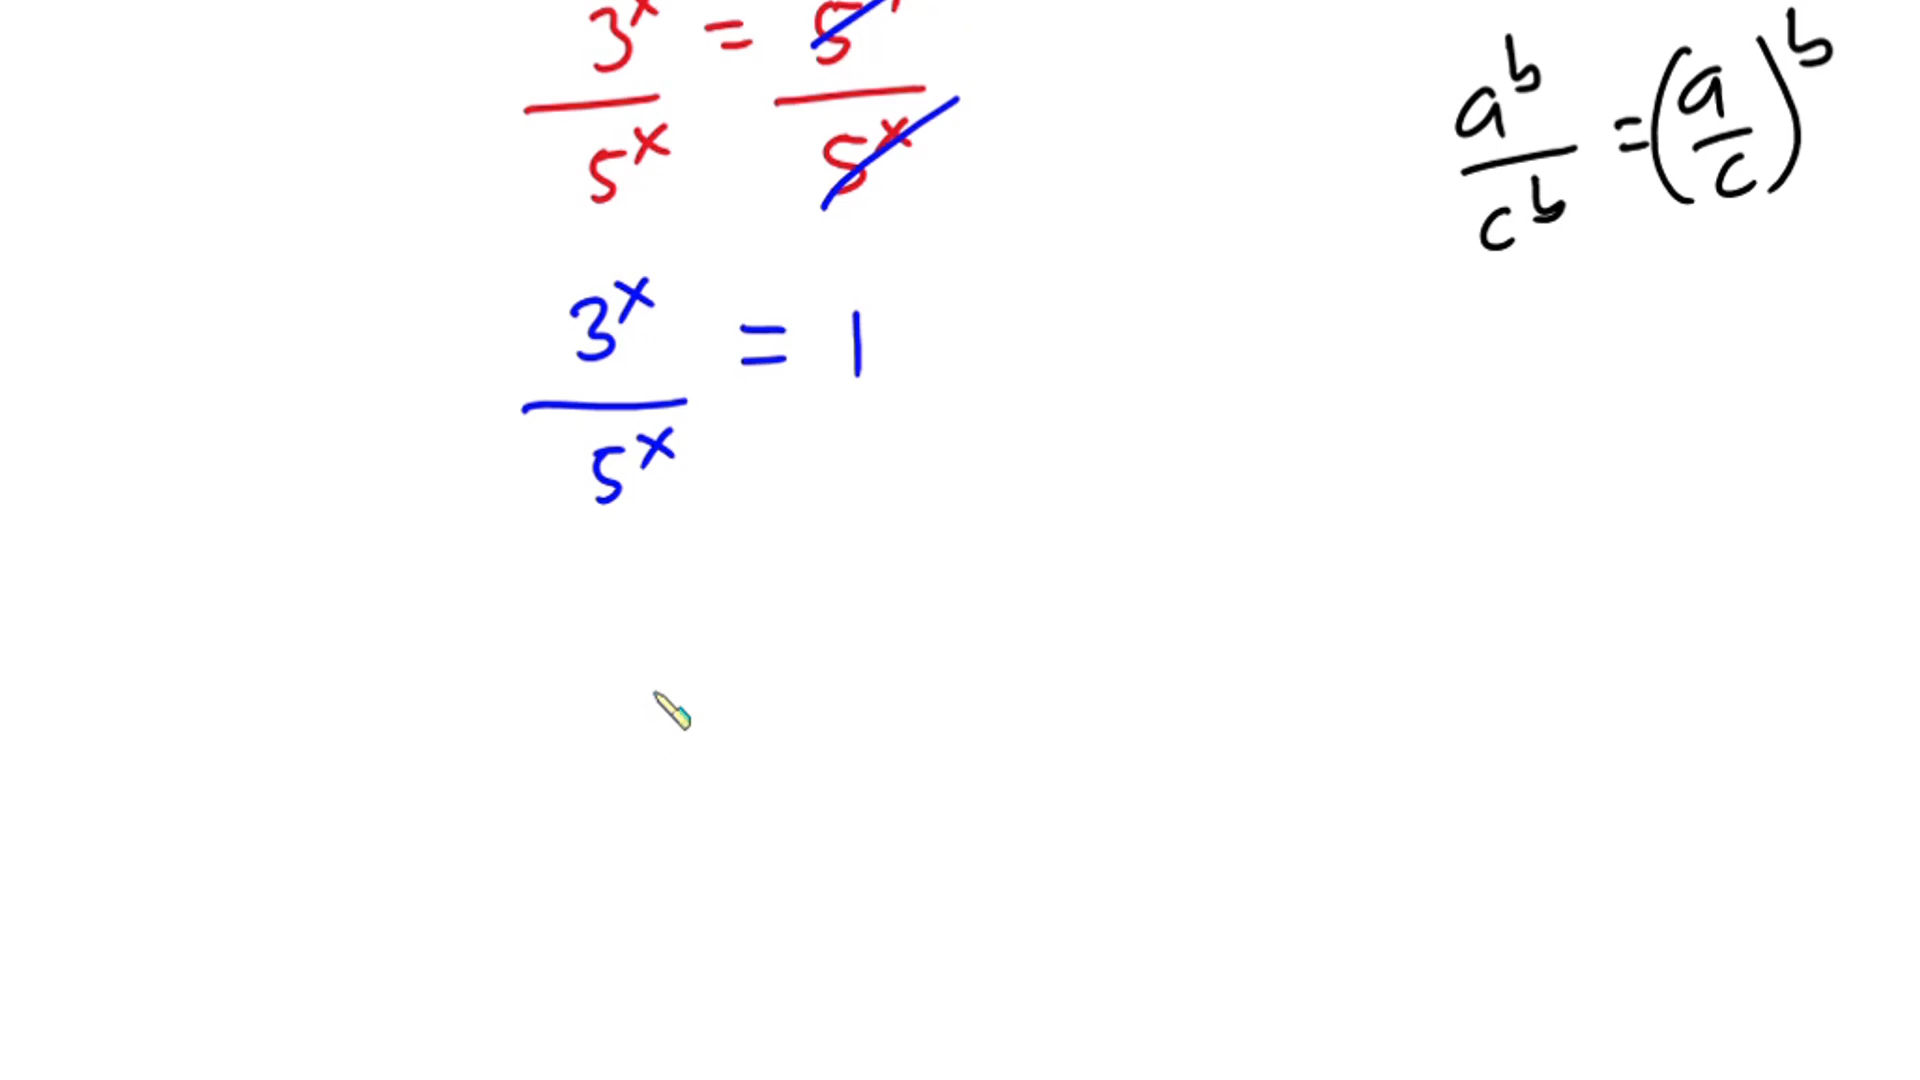 3^x = 5
5^x 5^x
3^x = 1
5^x
a^b = (a/c)^b
c^b